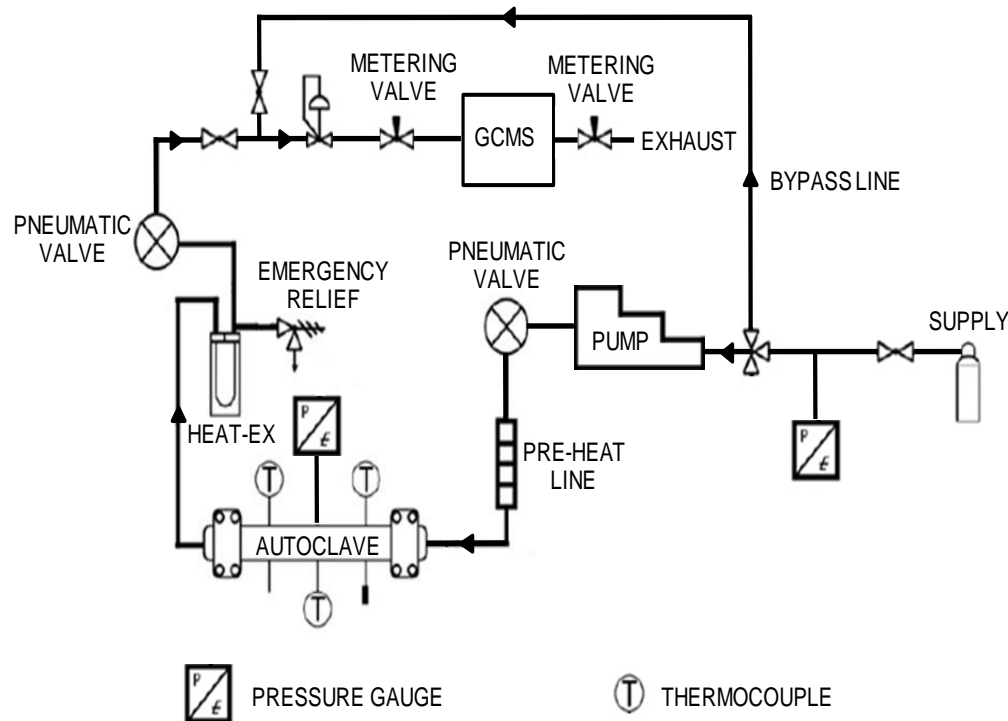 METERING
VALVE
METERING
VALVE
GCMS
EXHAUST
BYPASS LINE
PNEUMATIC
VALVE
EMERGENCY
RELIEF
PNEUMATIC
VALVE
PUMP
SUPPLY
HEAT-EX
P
E
P
E
PRE-HEAT
LINE
T
T
AUTOCLAVE
T
P
E
PRESSURE GAUGE
T
THERMOCOUPLE